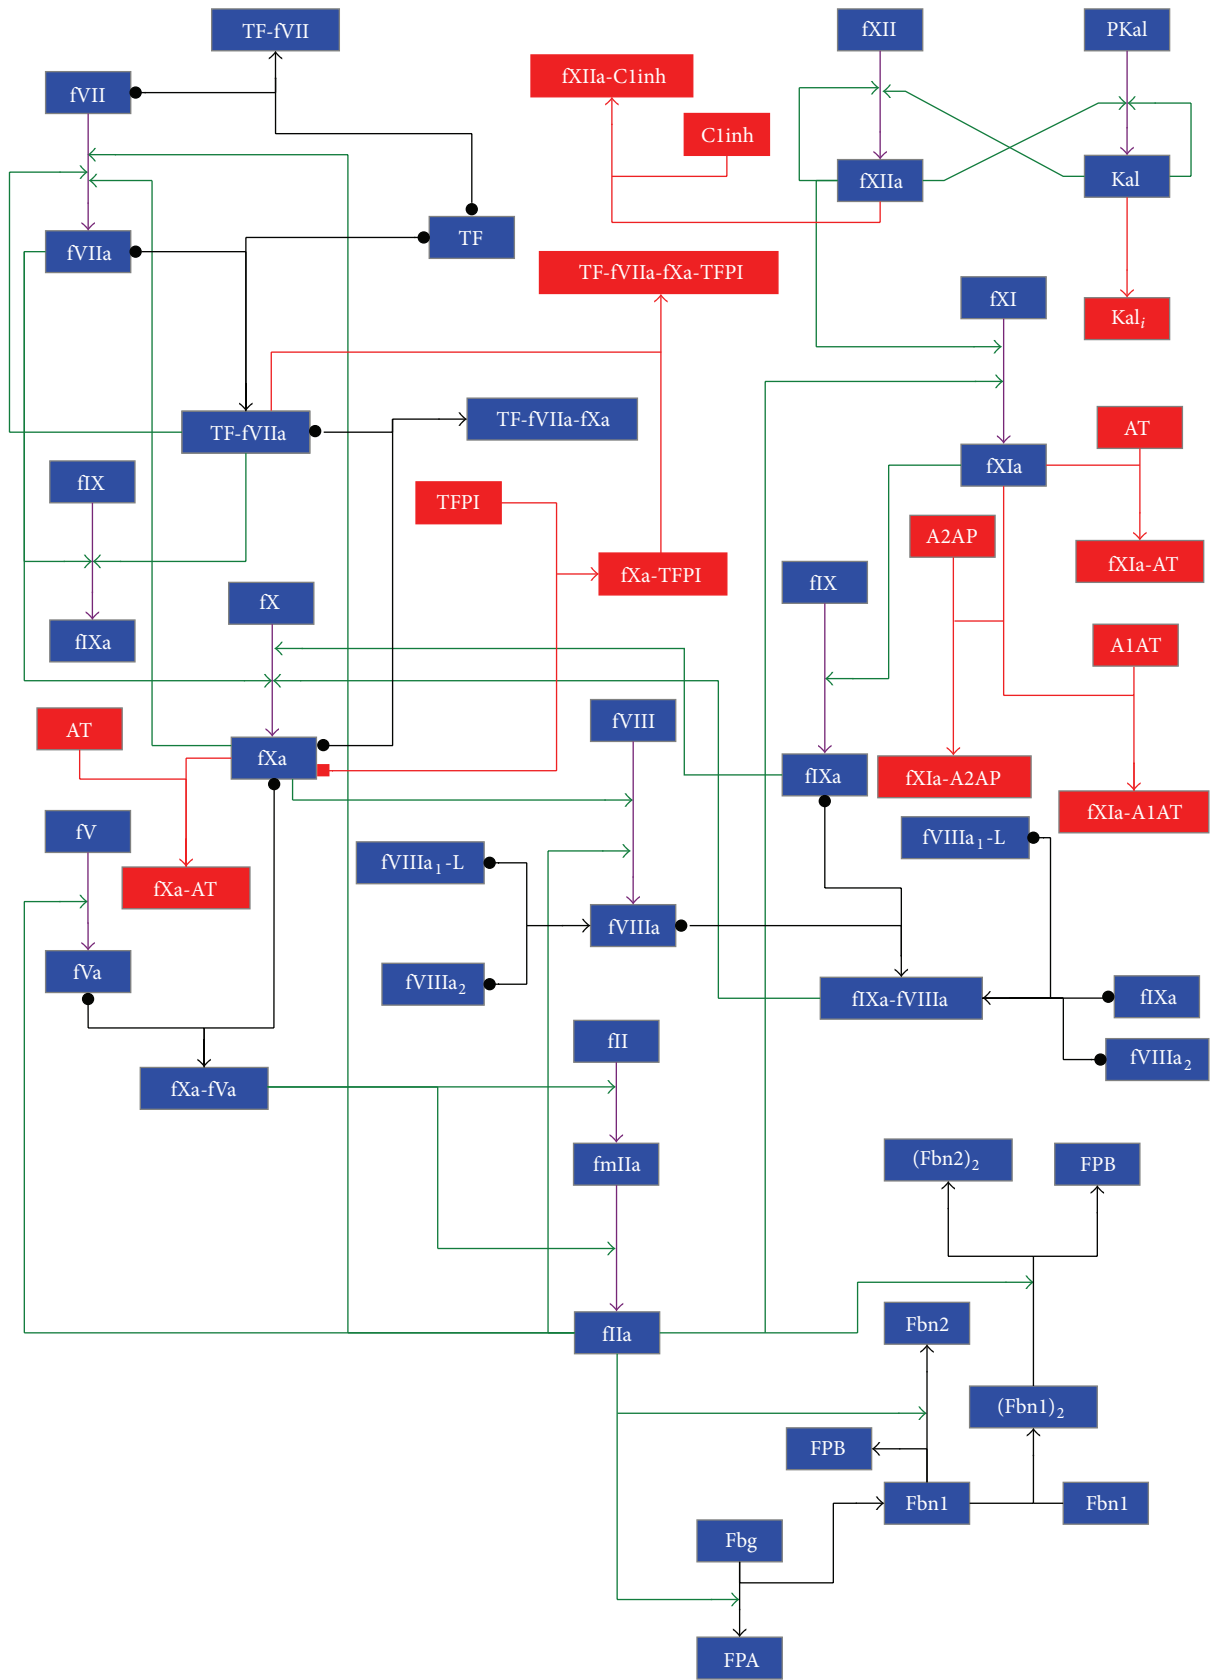 TF-fVII
fXII
PKal
fXIIa-C1inh
fVII
C1inh
fXIIa
Kal
TF
fVIIa
TF-fVIIa-fXa-TFPI
fXI
Kal_i
TF-fVIIa
TF-fVIIa-fXa
AT
fXIa
fIX
TFPI
A2AP
fXIa-AT
fXa-TFPI
fIX
fX
fIXa
A1AT
AT
fVIII
fXa
fIXa
fXIa-A2AP
fXIa-A1AT
fV
fVIIIa₁-L
fVIIIa₁-L
fXa-AT
fVIIIa
fVa
fVIIIa₂
fIXa-fVIIIa
fIXa
fII
fVIIIa₂
fXa-fVa
fmIIa
(Fbn2)₂
FPB
fIIa
Fbn2
(Fbn1)₂
FPB
Fbn1
Fbn1
Fbg
FPA